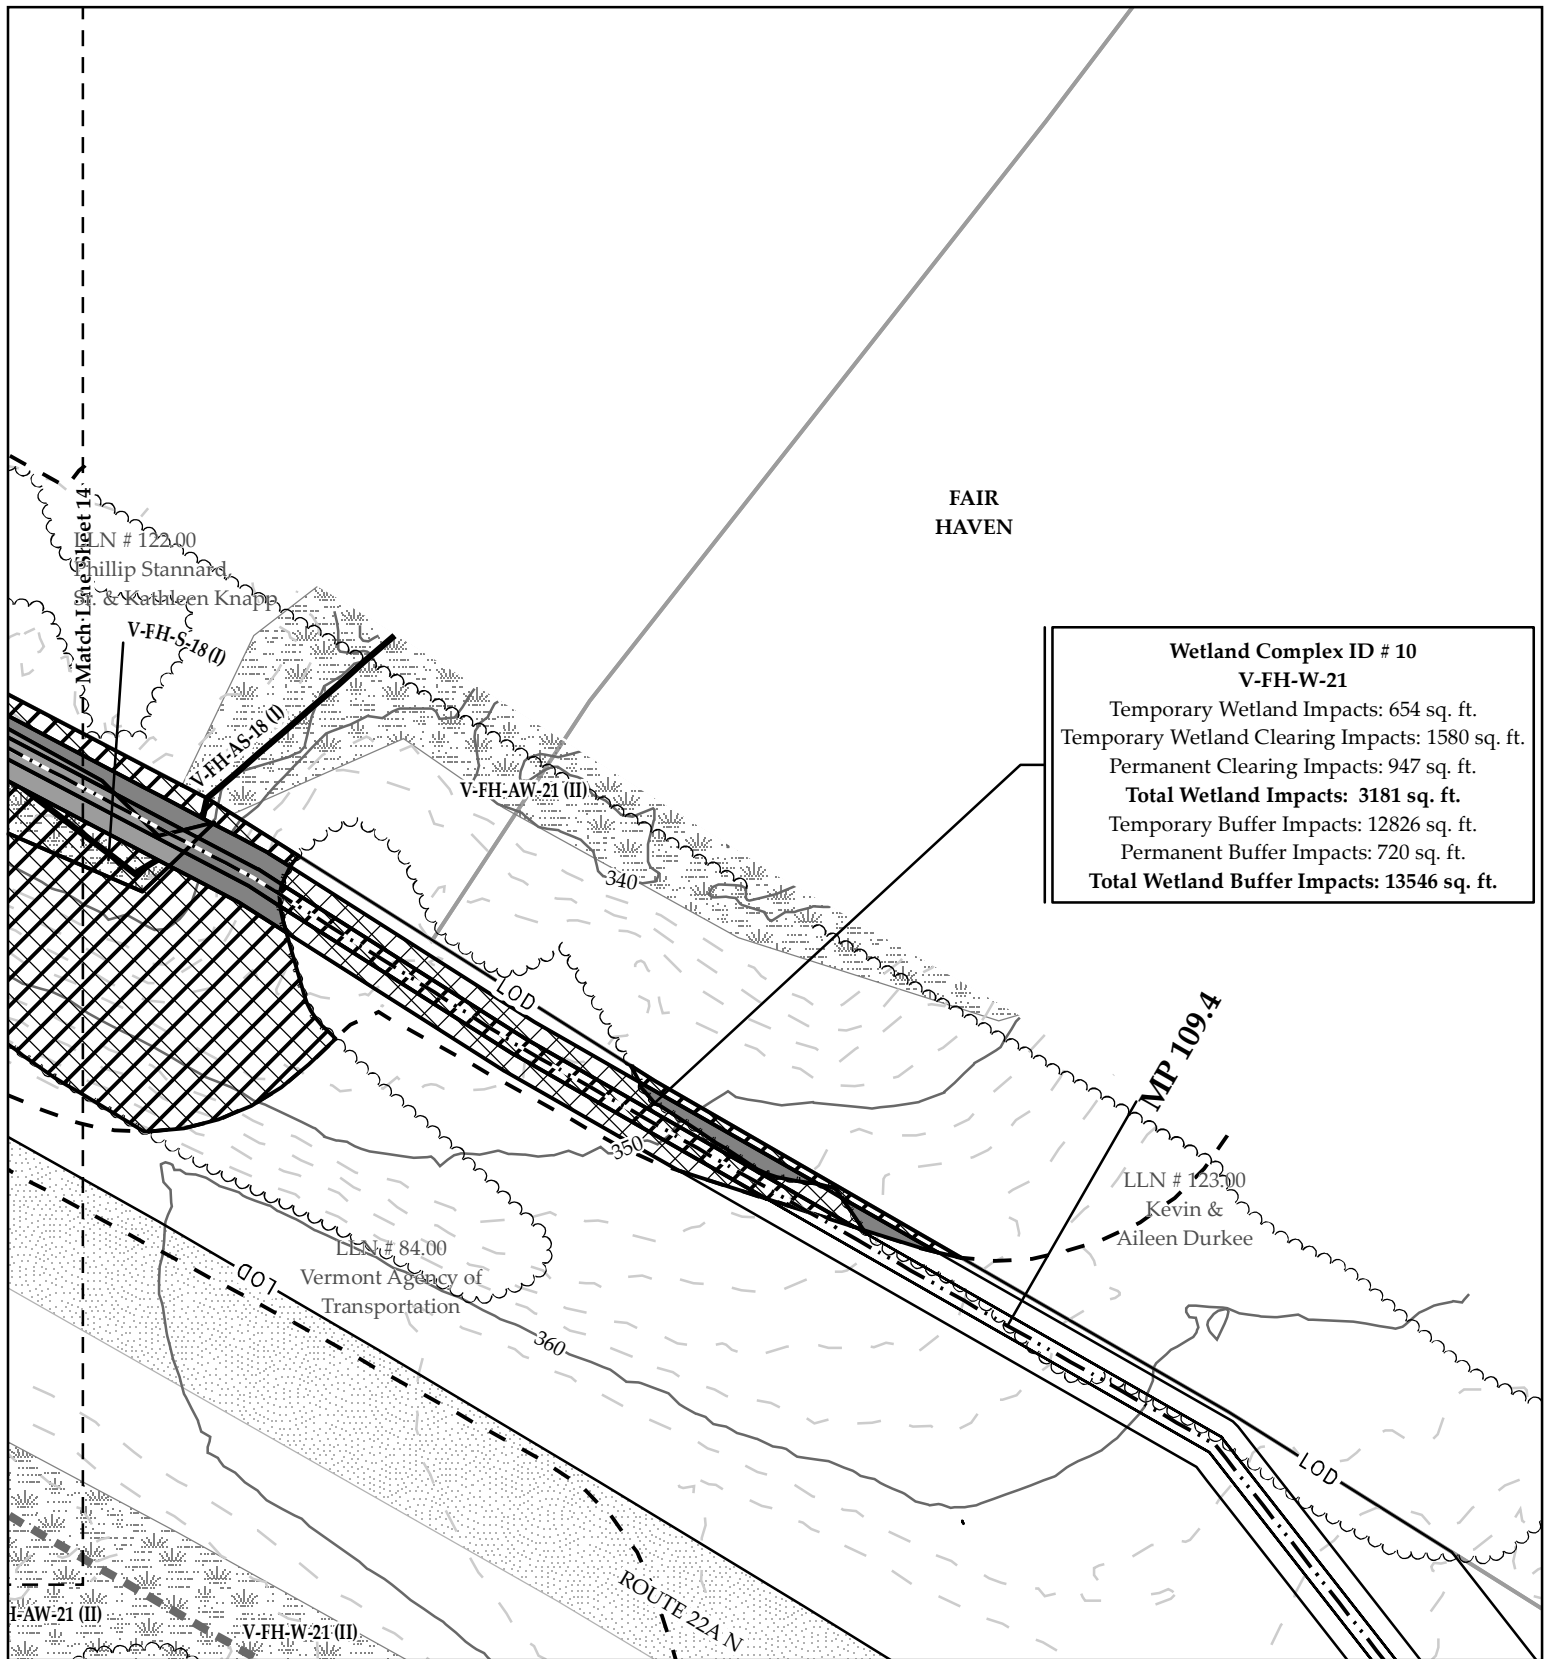 FAIR
HAVEN
Match Line Sheet 14
LLN # 122.00
Phillip Stannard,
Sr. & Kathleen Knapp
V-FH-S-18 (I)
V-FH-AS-18 (I)
V-FH-AW-21 (II)
Wetland Complex ID # 10
V-FH-W-21
Temporary Wetland Impacts: 654 sq. ft.
Temporary Wetland Clearing Impacts: 1580 sq. ft.
Permanent Clearing Impacts: 947 sq. ft.
Total Wetland Impacts: 3181 sq. ft.
Temporary Buffer Impacts: 12826 sq. ft.
Permanent Buffer Impacts: 720 sq. ft.
Total Wetland Buffer Impacts: 13546 sq. ft.
340
LOD
MP 109.4
350
LLN # 123.00
Kevin &
Aileen Durkee
LLN # 84.00
Vermont Agency of
Transportation
LOD
360
LOD
ROUTE 22A N
H-AW-21 (II)
V-FH-W-21 (II)